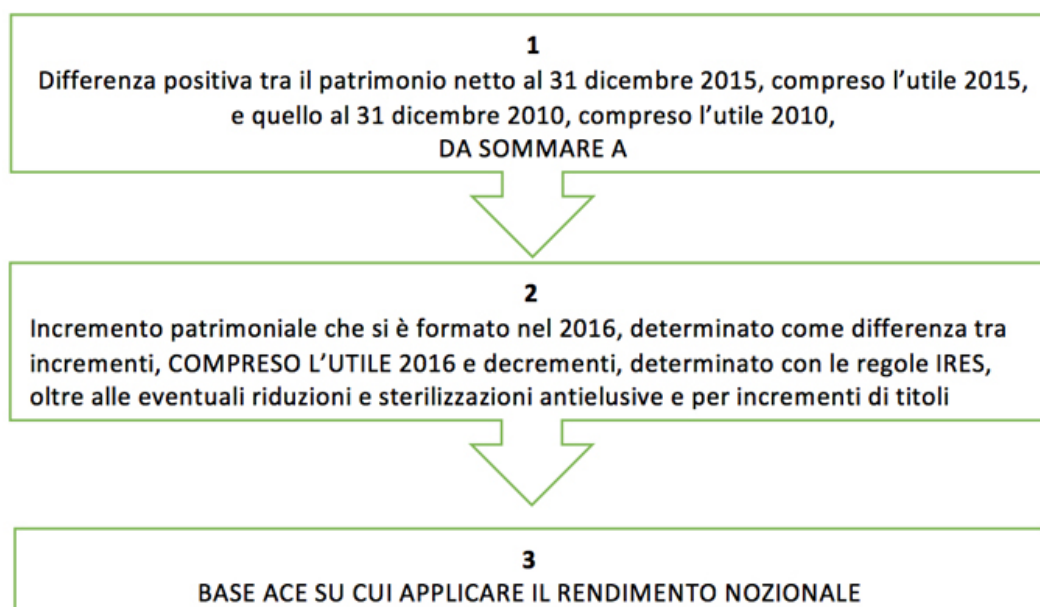 1
Differenza positiva tra il patrimonio netto al 31 dicembre 2015, compreso l’utile 2015,
e quello al 31 dicembre 2010, compreso l’utile 2010,
DA SOMMARE A
2
Incremento patrimoniale che si è formato nel 2016, determinato come differenza tra
incrementi, COMPRESO L’UTILE 2016 e decrementi, determinato con le regole IRES,
oltre alle eventuali riduzioni e sterilizzazioni antielusive e per incrementi di titoli
3
BASE ACE SU CUI APPLICARE IL RENDIMENTO NOZIONALE